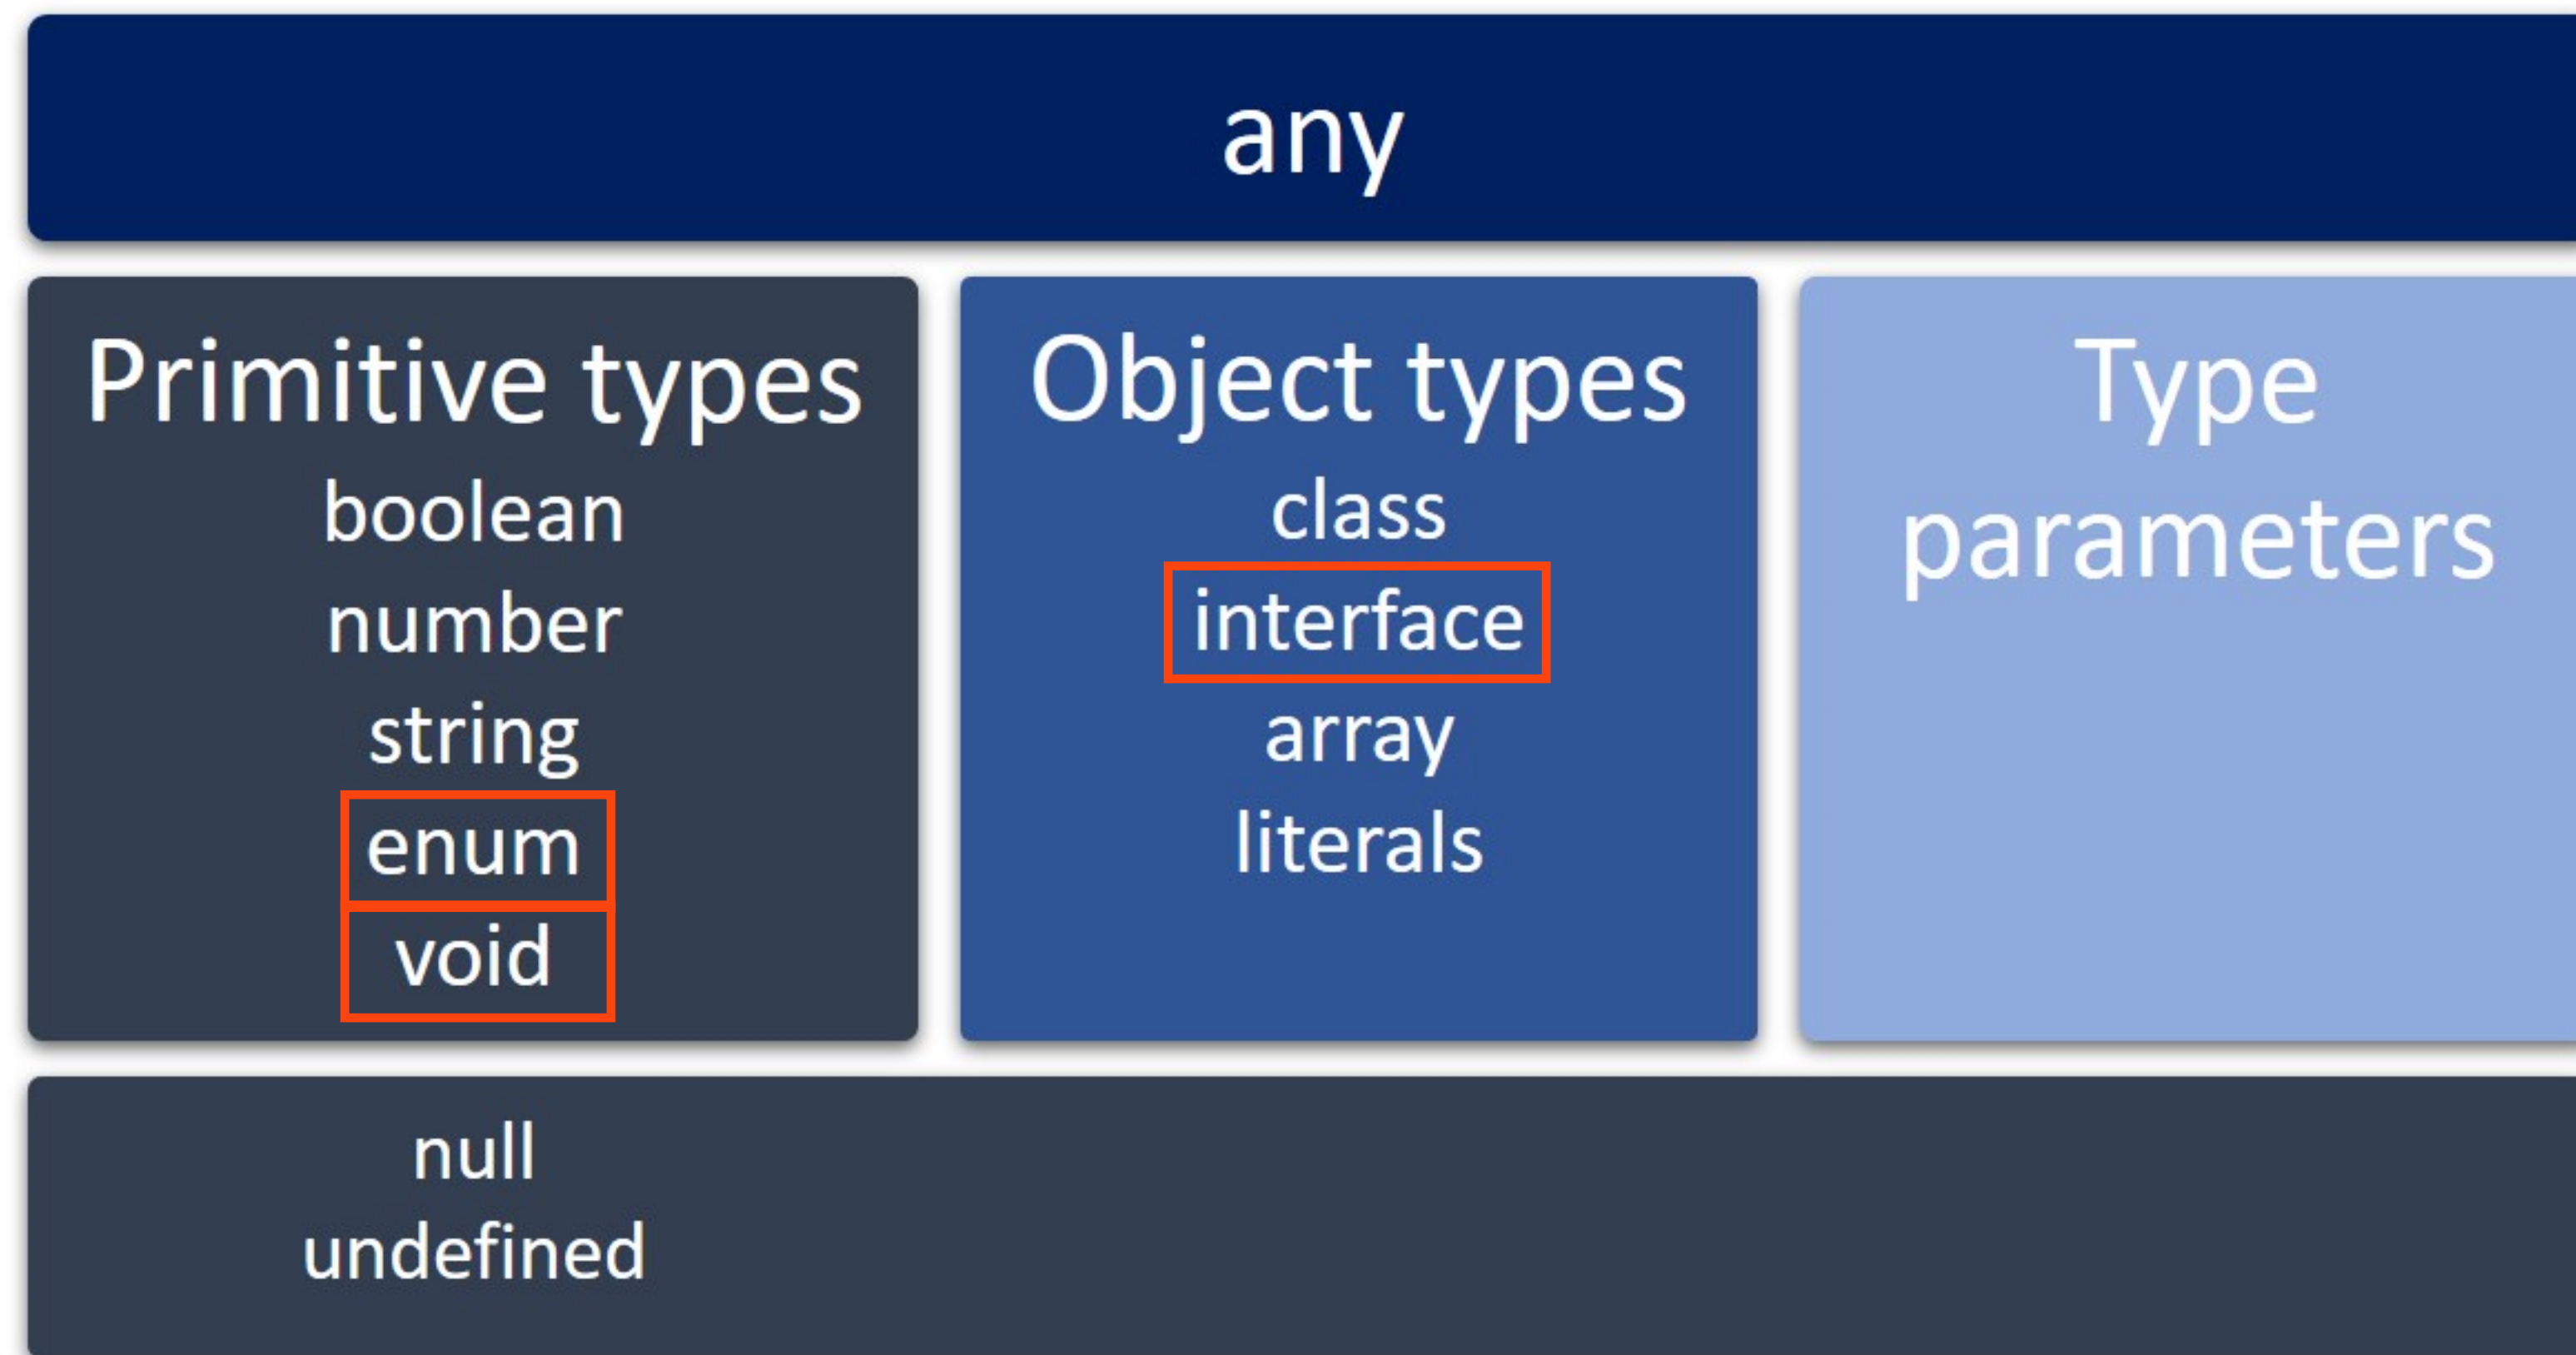 any
Primitive types
boolean
number
string
enum
void
Object types
class
interface
array
literals
Type
parameters
null
undefined